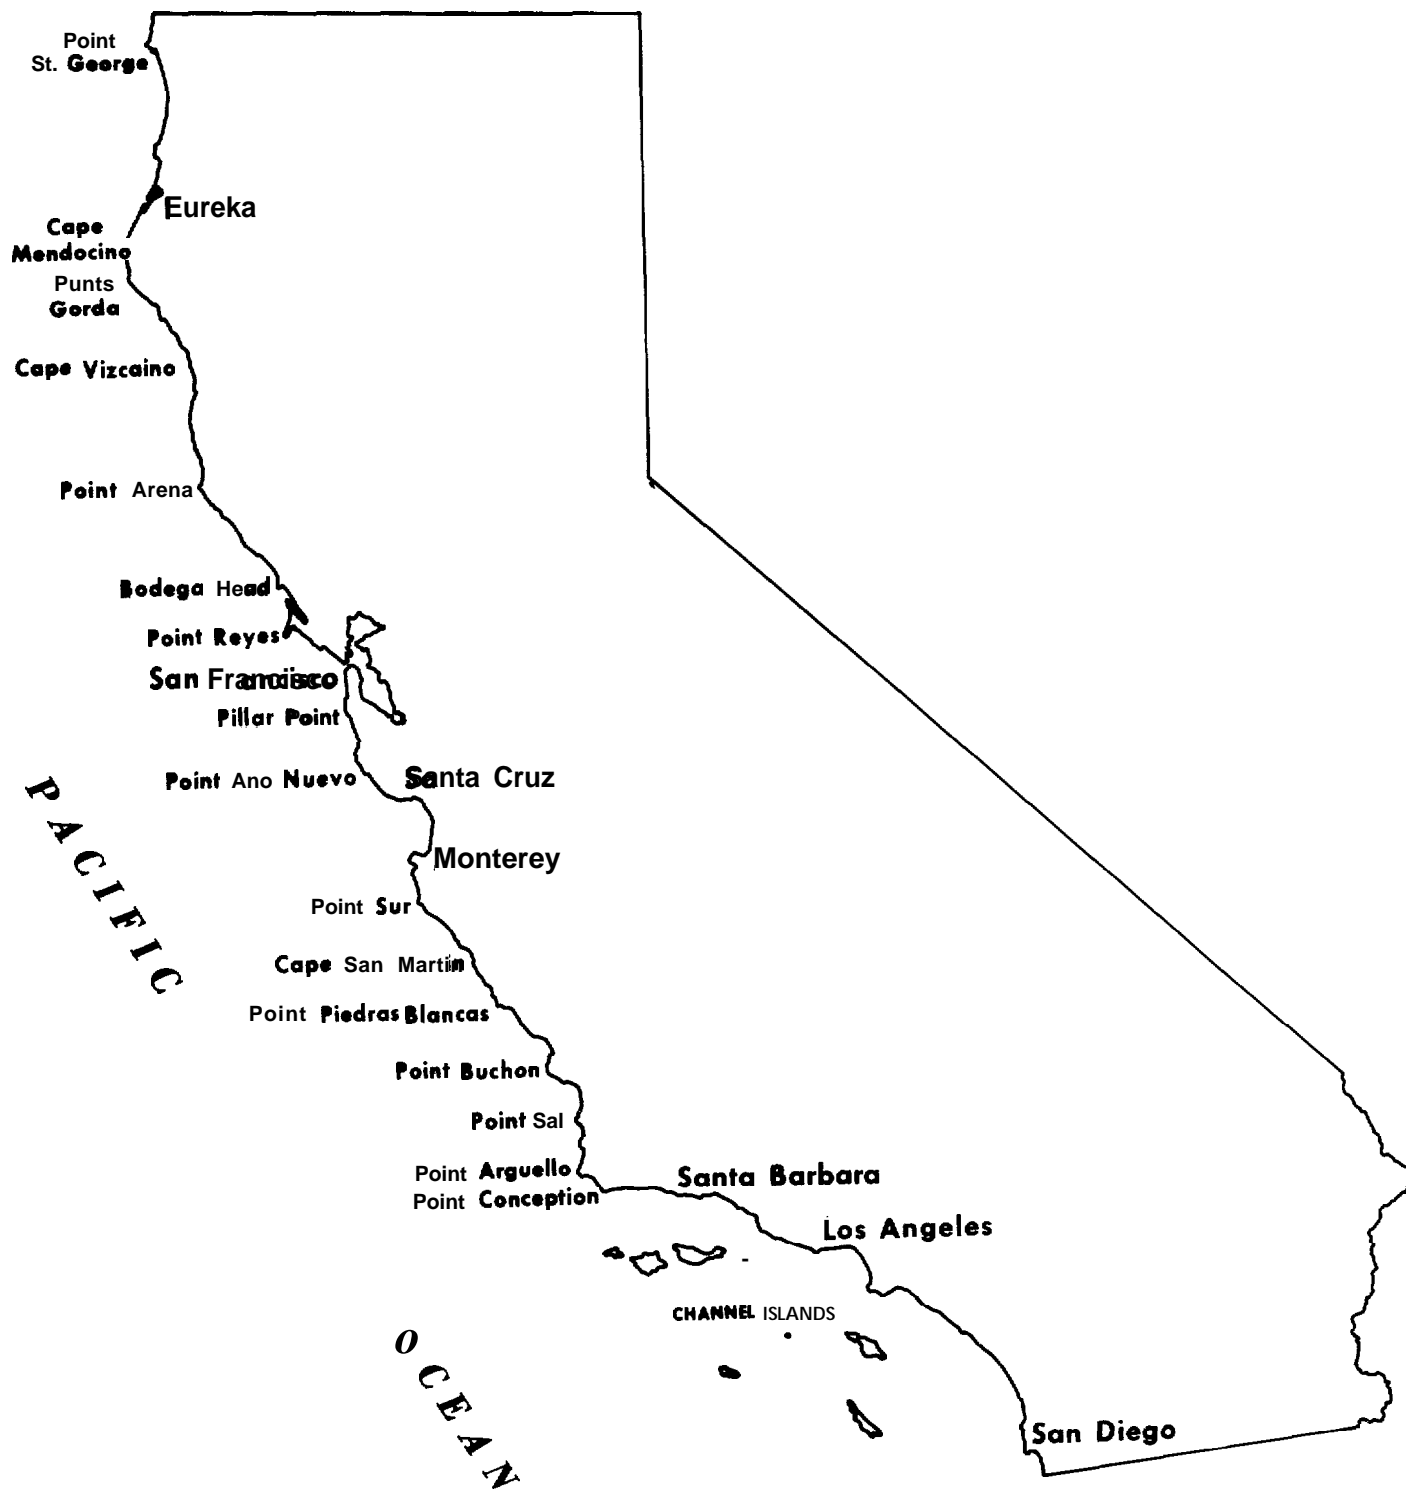 Point
St. George
Eureka
Cape
Mendocino
Punts
Gorda
Cape Vizcaino
Point Arena
Bodega Head
Point Reyes
San Francisco
Pillar Point
Point Ano Nuevo
Santa Cruz
Monterey
Point Sur
Cape San Martin
Point Piedras Blancas
Point Buchon
Point Sal
Point Arguello
Point Conception
Santa Barbara
Los Angeles
CHANNEL ISLANDS
San Diego
PACIFIC
OCEAN